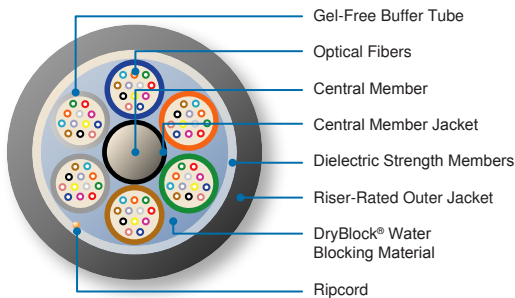 Gel-Free Buffer Tube
Optical Fibers
Central Member
Central Member Jacket
Dielectric Strength Members
Riser-Rated Outer Jacket
DryBlock® Water
Blocking Material
Ripcord